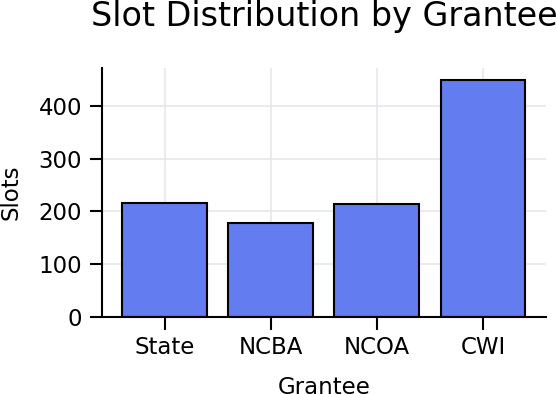 Slot Distribution by Grantee
Slots
400
300
200
100
0
State NCBA NCOA CWI
Grantee